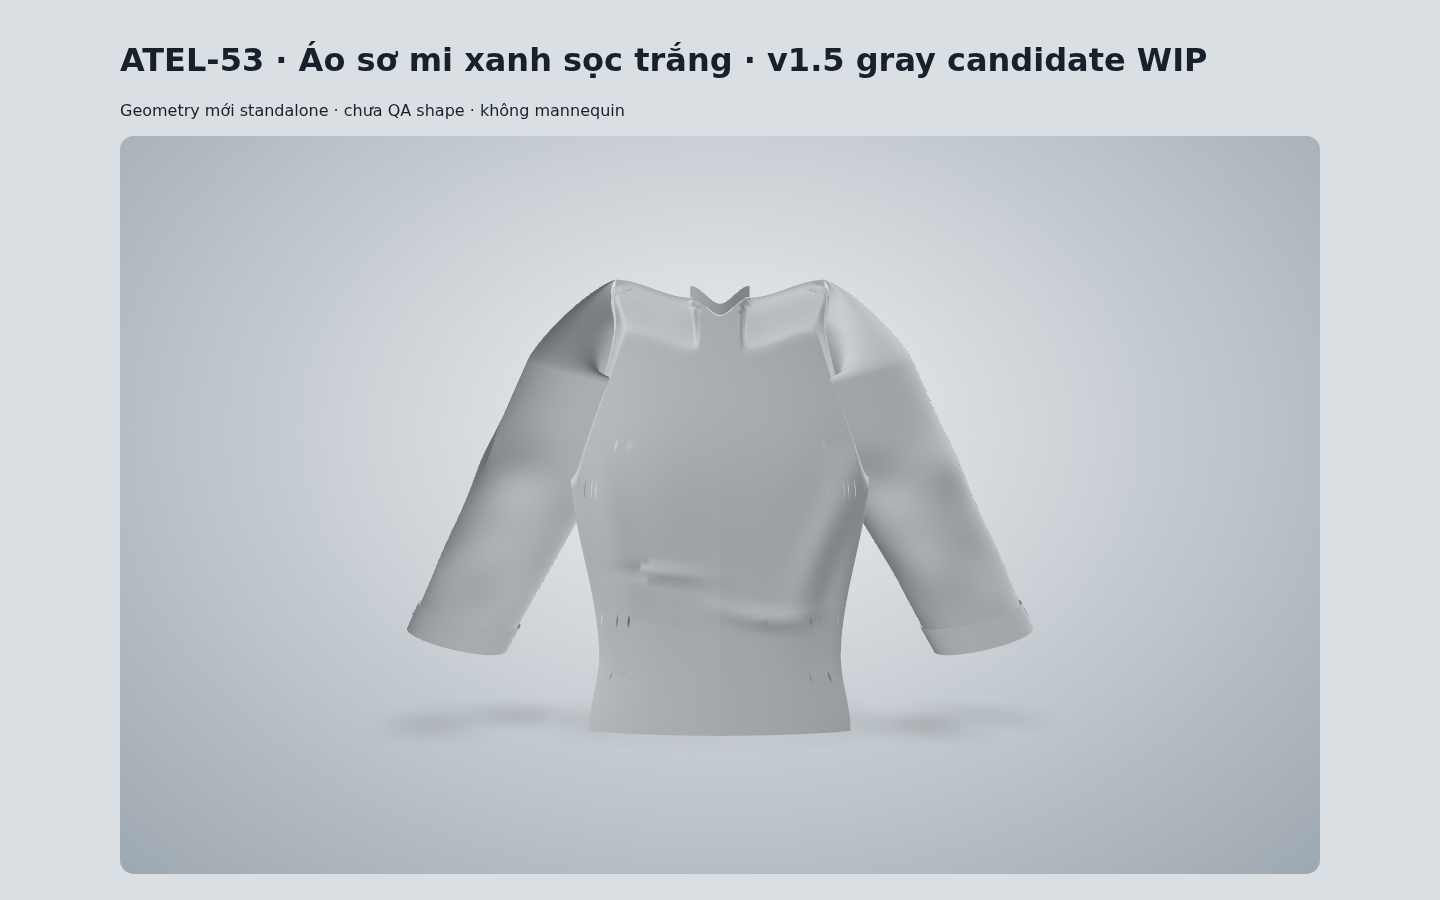 ATEL-53 · Áo sơ mi xanh sọc trắng · v1.5 gray candidate WIP
Geometry mới standalone · chưa QA shape · không mannequin